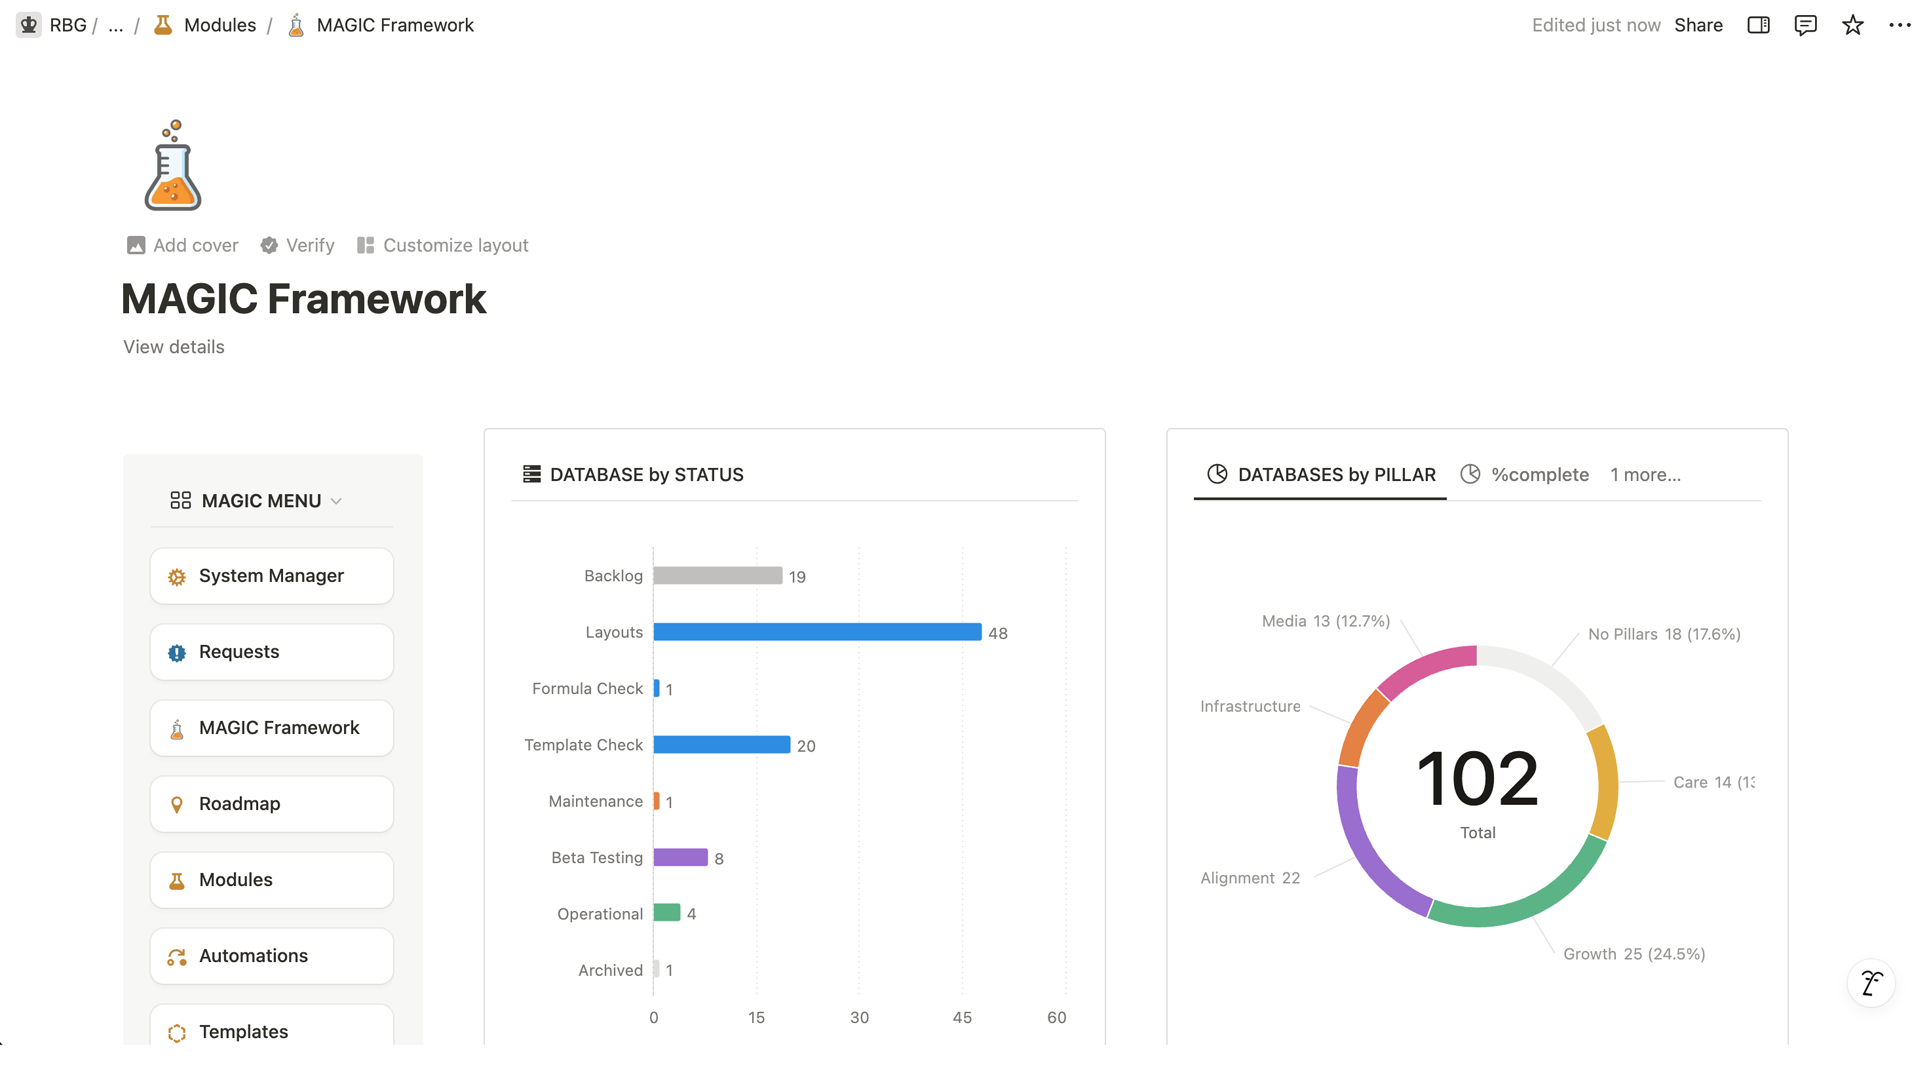 RBG / ... / Modules / MAGIC Framework
Edited just now Share
Add cover Verify Customize layout
MAGIC Framework
View details
MAGIC MENU
System Manager
Requests
MAGIC Framework
Roadmap
Modules
Automations
Templates
DATABASE by STATUS
Backlog 19
Layouts 48
Formula Check 1
Template Check 20
Maintenance 1
Beta Testing 8
Operational 4
Archived 1
0 15 30 45 60
DATABASES by PILLAR %complete 1 more...
Media 13 (12.7%)
No Pillars 18 (17.6%)
Infrastructure
Care 14
102
Total
Alignment 22
Growth 25 (24.5%)